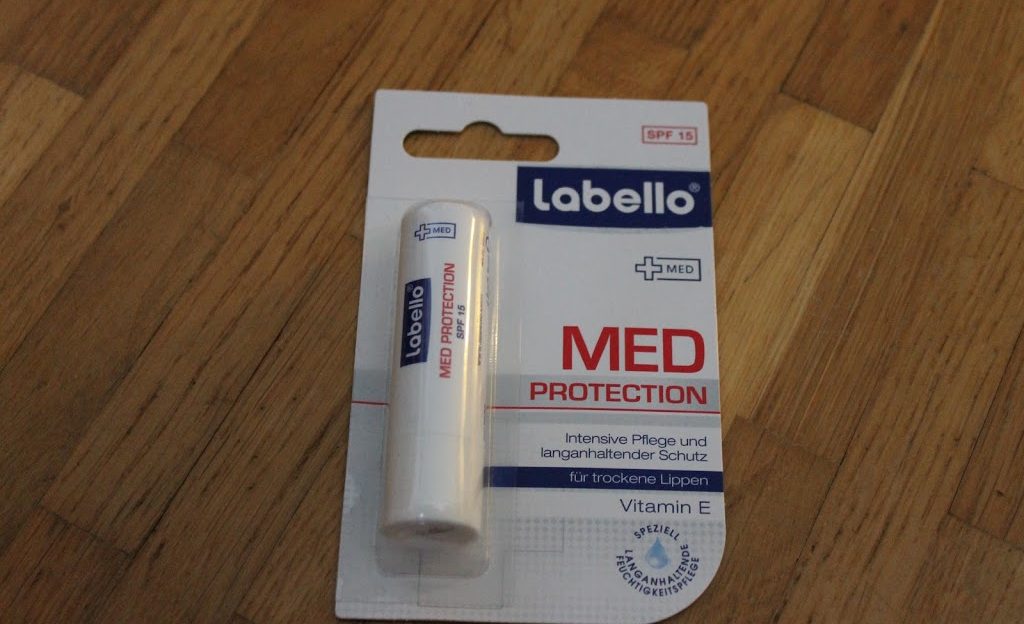 SPF 15
Labello®
MED
MED
PROTECTION
Intensive Pflege und
langanhaltender Schutz
für trockene Lippen
Vitamin E
SPEZIELL
LANGANHALTENDE
FEUCHTIGKEITSPFLEGE
MED
Labello
MED PROTECTION
SPF 15